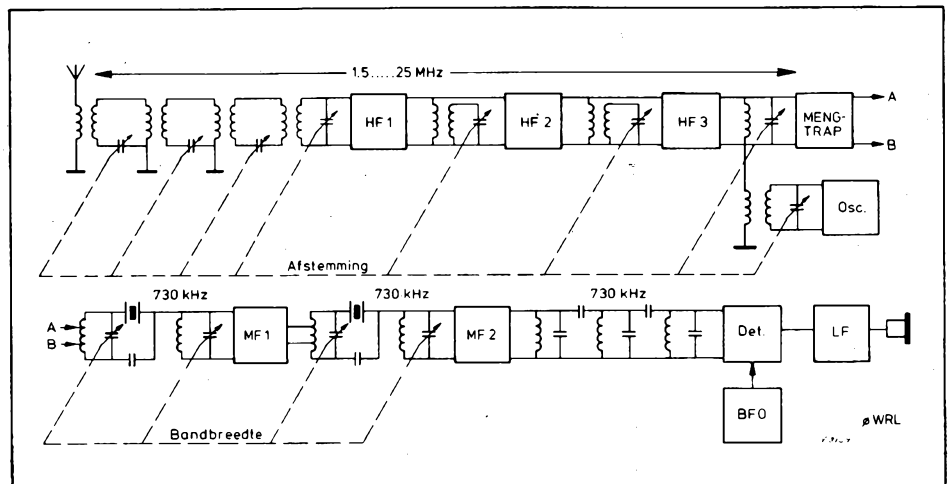 1.5.....25 MHz
HF 1
HF 2
HF 3
MENG-
TRAP
A
B
Osc.
Afstemming
730 kHz
730 kHz
730 kHz
A
B
MF 1
MF 2
Det.
LF
BFO
Bandbreedte
ø WRL